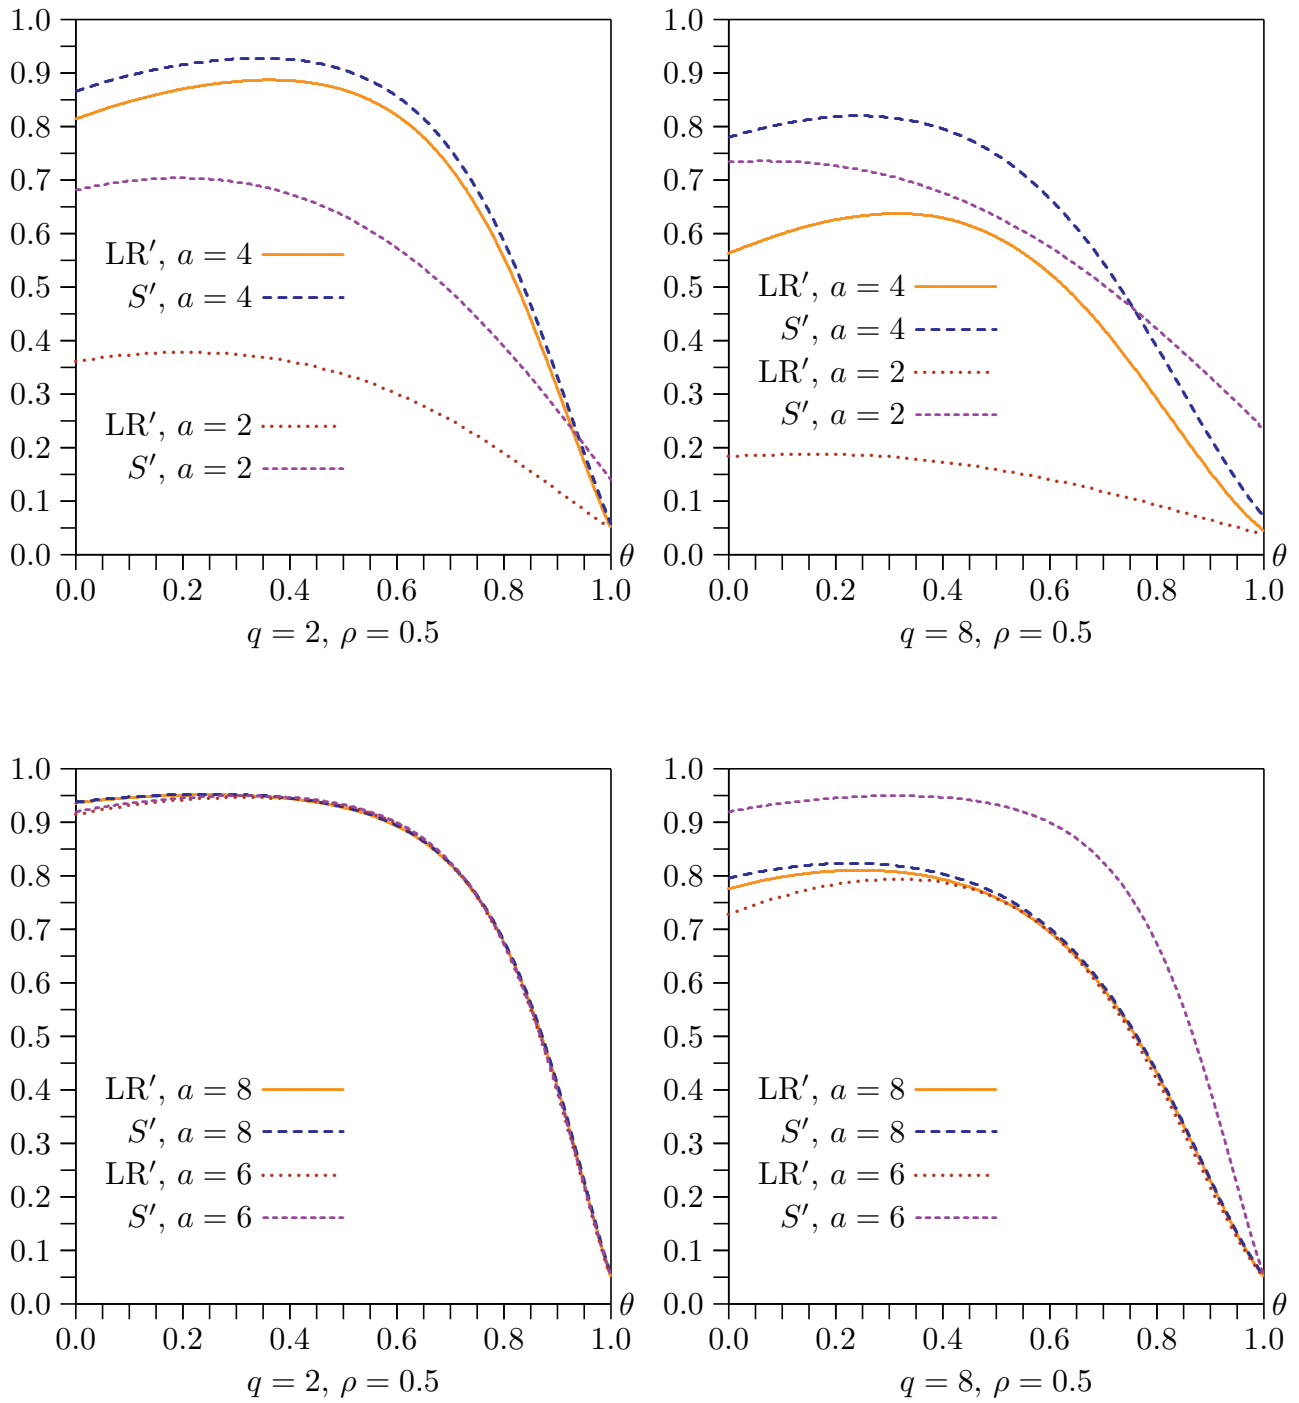 1.0
0.9
0.8
0.7
0.6
0.5
0.4
0.3
0.2
0.1
0.0
LR′, a = 4
S′, a = 4
LR′, a = 2
S′, a = 2
θ
0.0 0.2 0.4 0.6 0.8 1.0
q = 2, ρ = 0.5
1.0
0.9
0.8
0.7
0.6
0.5
0.4
0.3
0.2
0.1
0.0
LR′, a = 4
S′, a = 4
LR′, a = 2
S′, a = 2
θ
0.0 0.2 0.4 0.6 0.8 1.0
q = 8, ρ = 0.5
1.0
0.9
0.8
0.7
0.6
0.5
0.4
0.3
0.2
0.1
0.0
LR′, a = 8
S′, a = 8
LR′, a = 6
S′, a = 6
θ
0.0 0.2 0.4 0.6 0.8 1.0
q = 2, ρ = 0.5
1.0
0.9
0.8
0.7
0.6
0.5
0.4
0.3
0.2
0.1
0.0
LR′, a = 8
S′, a = 8
LR′, a = 6
S′, a = 6
θ
0.0 0.2 0.4 0.6 0.8 1.0
q = 8, ρ = 0.5